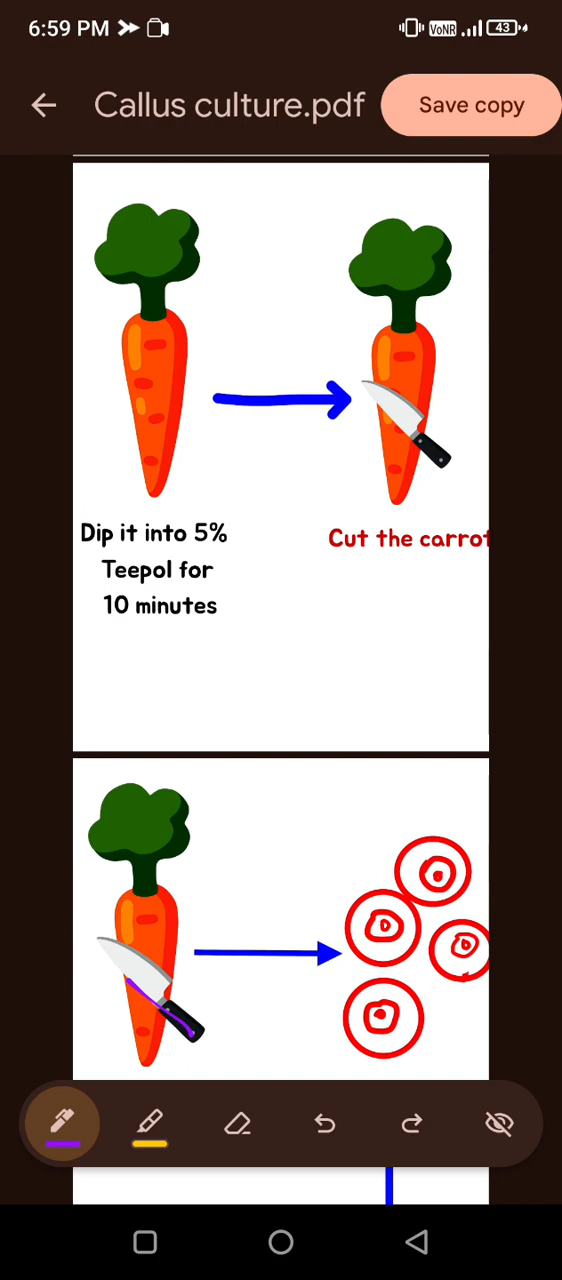 6:59 PM
VoNR
43
Callus culture.pdf
Save copy
Dip it into 5%
Teepol for
10 minutes
Cut the carrot